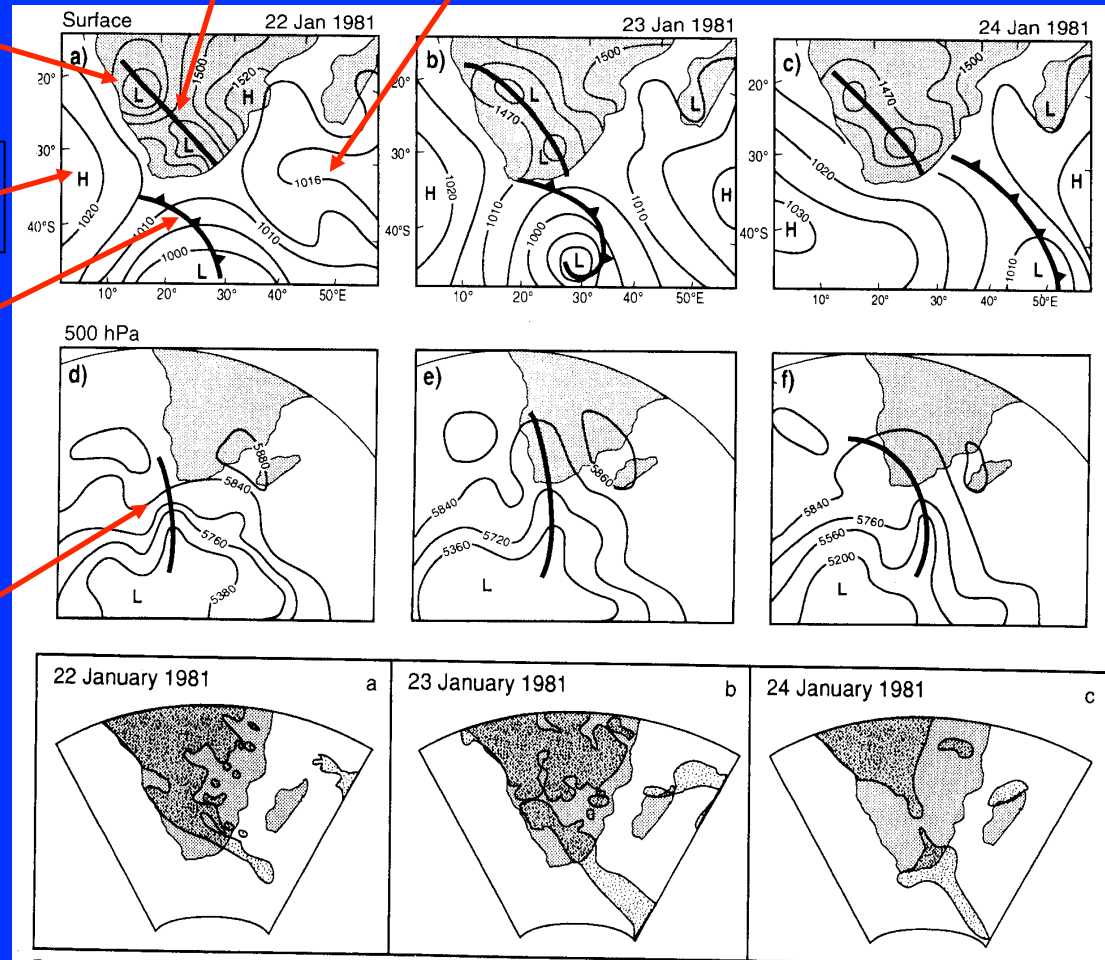 Surface 22 Jan 1981 23 Jan 1981 24 Jan 1981
a) b) c)
1500 1520 H 1500 1500
20° 20° 20°
L L 1470 L 1470 L
30° L 30° L 30°
H 1016 H 1020 H 1020 H
1020 1010 1010 1010 1010 1030
40°S 40°S 1000 40°S H
1000 L L 1010 L
10° 20° 30° 40° 50°E 10° 20° 30° 40° 50°E 10° 20° 30° 40° 50°E
500 hPa
d) e) f)
5880 5860
5840 5840 5840
5760 5360 5720 5760
5560
5380 5200
L L L
22 January 1981 a 23 January 1981 b 24 January 1981 c